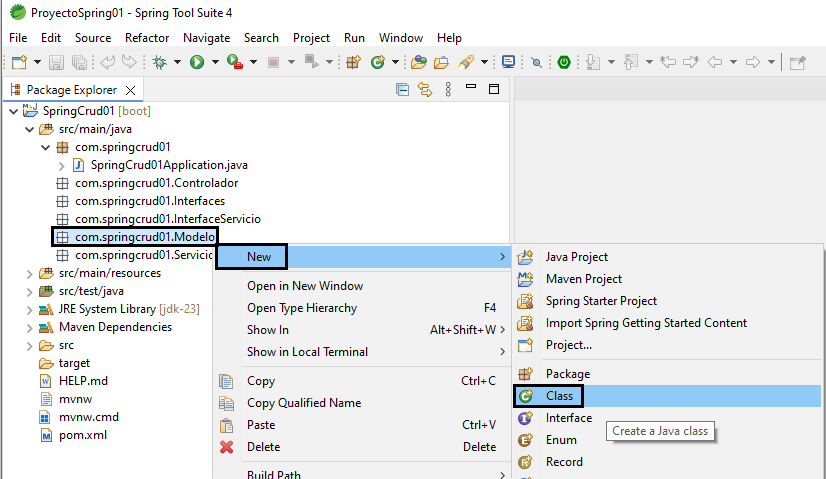 ProyectoSpring01 - Spring Tool Suite 4
File Edit Source Refactor Navigate Search Project Run Window Help
Package Explorer
SpringCrud01 [boot]
src/main/java
com.springcrud01
SpringCrud01Application.java
com.springcrud01.Controlador
com.springcrud01.Interfaces
com.springcrud01.InterfaceServicio
com.springcrud01.Modelo
com.springcrud01.Servicio
src/main/resources
src/test/java
JRE System Library [jdk-23]
Maven Dependencies
src
target
HELP.md
mvnw
mvnw.cmd
pom.xml
New
Open in New Window
Open Type Hierarchy F4
Show In Alt+Shift+W
Show in Local Terminal
Copy Ctrl+C
Copy Qualified Name
Paste Ctrl+V
Delete Delete
Build Path
Java Project
Maven Project
Spring Starter Project
Import Spring Getting Started Content
Project...
Package
Class
Interface
Enum
Record
Create a Java class